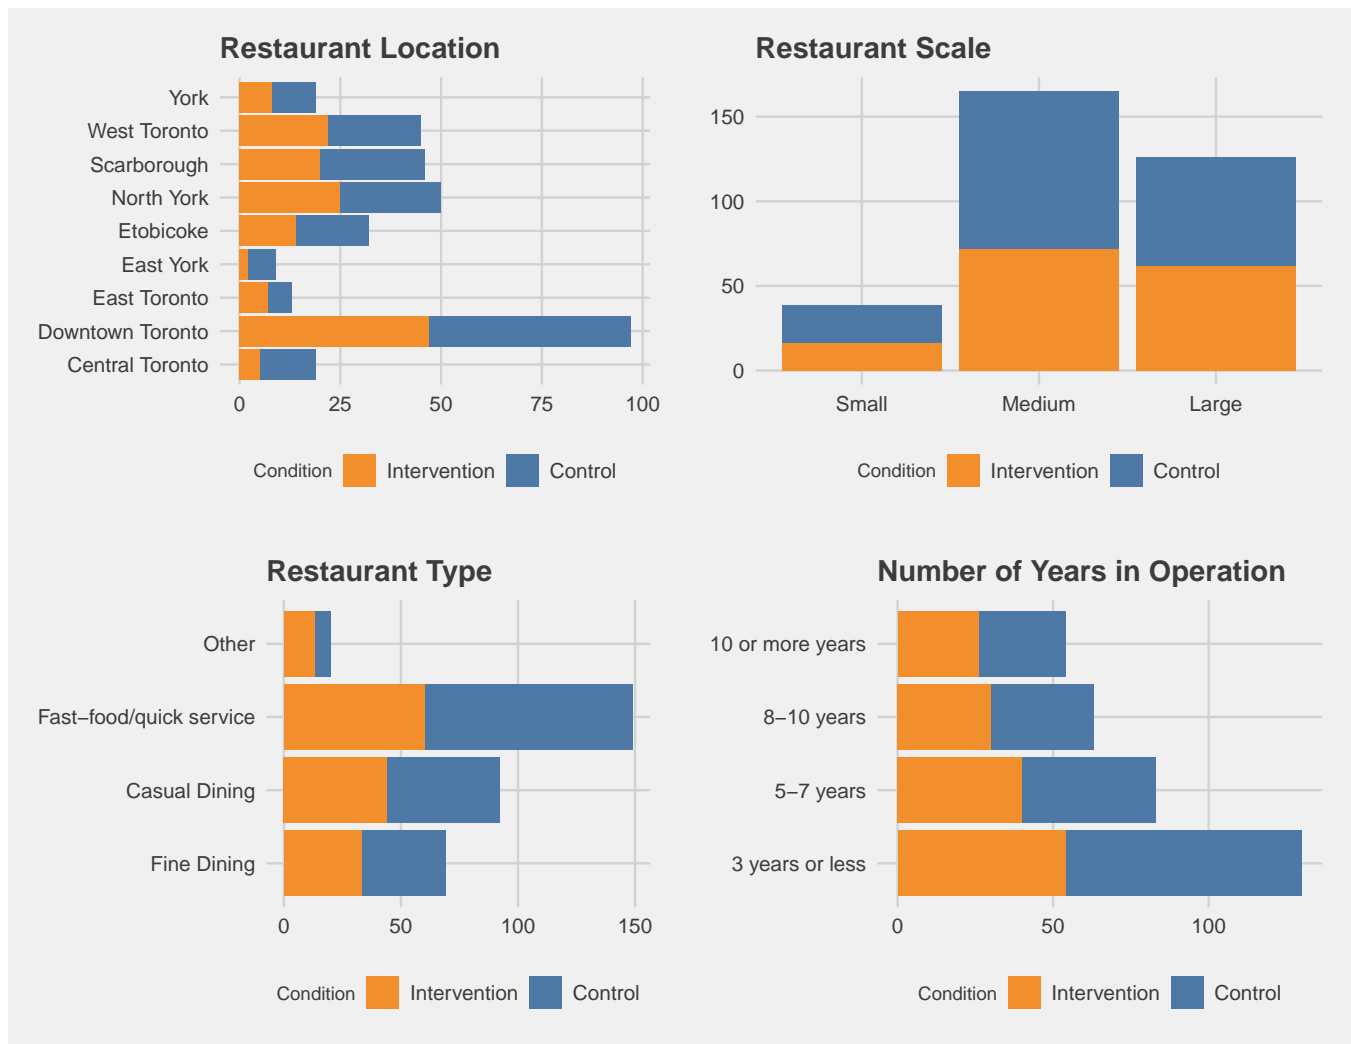 Restaurant Location
York
West Toronto
Scarborough
North York
Etobicoke
East York
East Toronto
Downtown Toronto
Central Toronto
0 25 50 75 100
Condition Intervention Control
Restaurant Scale
150
100
50
0
Small Medium Large
Condition Intervention Control
Restaurant Type
Other
Fast–food/quick service
Casual Dining
Fine Dining
0 50 100 150
Condition Intervention Control
Number of Years in Operation
10 or more years
8–10 years
5–7 years
3 years or less
0 50 100
Condition Intervention Control